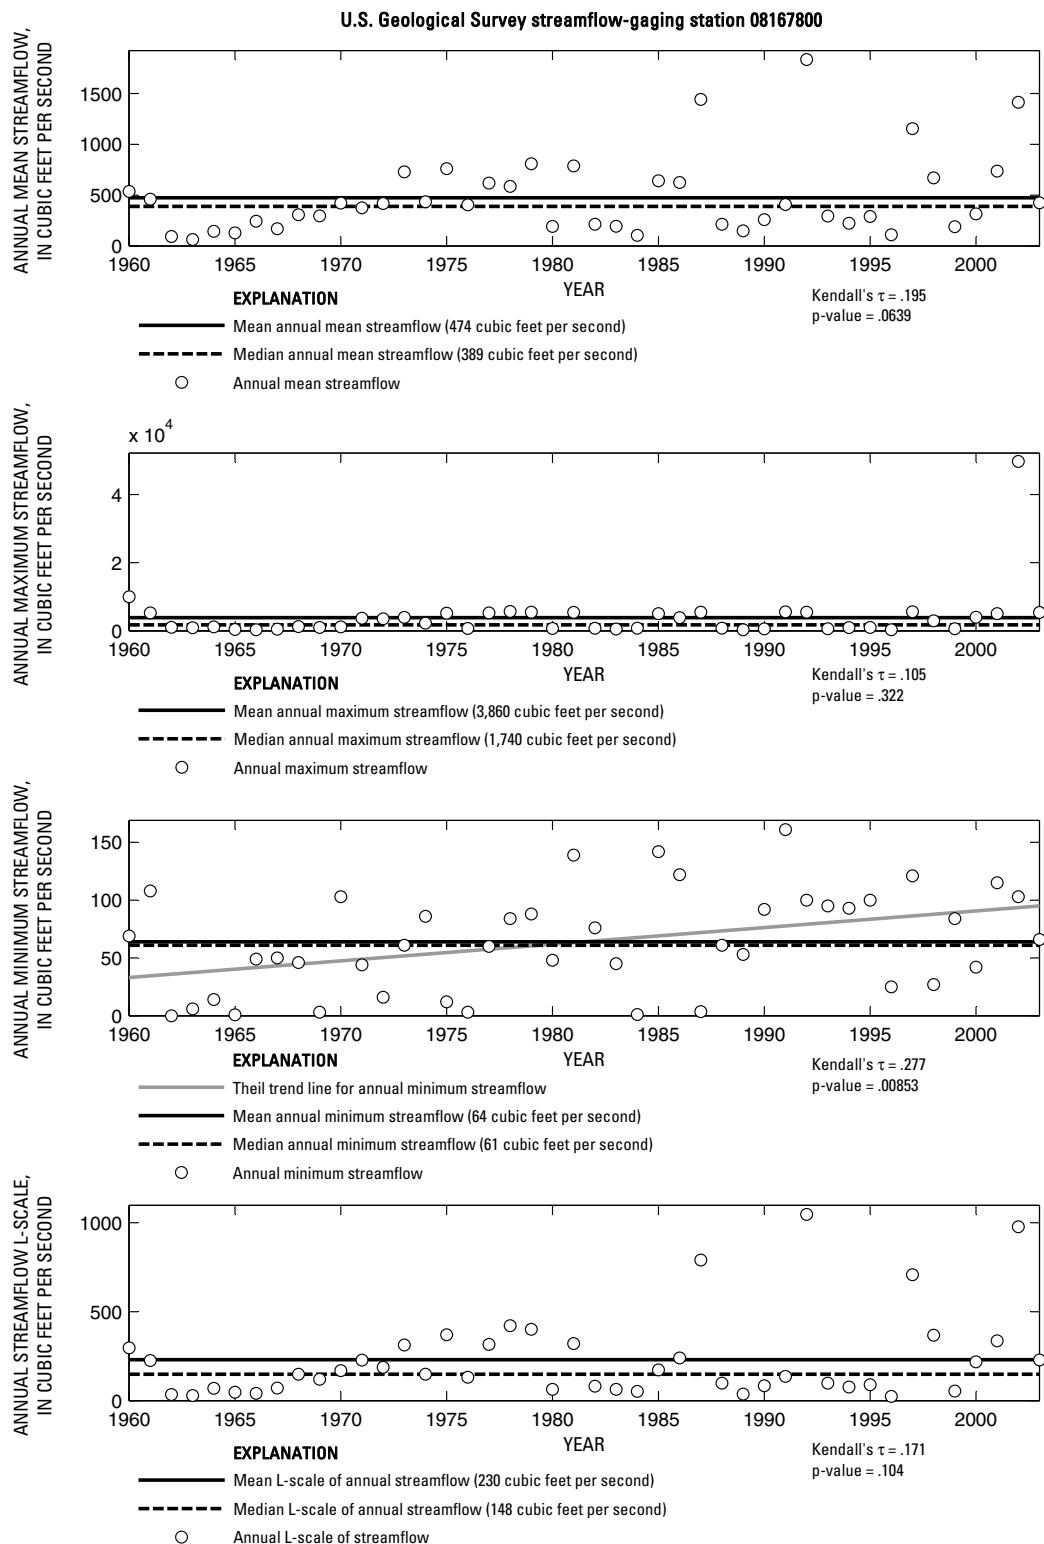 U.S. Geological Survey streamflow-gaging station 08167800
ANNUAL MEAN STREAMFLOW,
IN CUBIC FEET PER SECOND
1500
1000
500
0
1960 1965 1970 1975 1980 1985 1990 1995 2000
YEAR
Kendall's τ = .195
p-value = .0639
EXPLANATION
Mean annual mean streamflow (474 cubic feet per second)
Median annual mean streamflow (389 cubic feet per second)
Annual mean streamflow
ANNUAL MAXIMUM STREAMFLOW,
IN CUBIC FEET PER SECOND
x 10^4
4
2
0
1960 1965 1970 1975 1980 1985 1990 1995 2000
YEAR
Kendall's τ = .105
p-value = .322
EXPLANATION
Mean annual maximum streamflow (3,860 cubic feet per second)
Median annual maximum streamflow (1,740 cubic feet per second)
Annual maximum streamflow
ANNUAL MINIMUM STREAMFLOW,
IN CUBIC FEET PER SECOND
150
100
50
0
1960 1965 1970 1975 1980 1985 1990 1995 2000
YEAR
Kendall's τ = .277
p-value = .00853
EXPLANATION
Theil trend line for annual minimum streamflow
Mean annual minimum streamflow (64 cubic feet per second)
Median annual minimum streamflow (61 cubic feet per second)
Annual minimum streamflow
ANNUAL STREAMFLOW L-SCALE,
IN CUBIC FEET PER SECOND
1000
500
0
1960 1965 1970 1975 1980 1985 1990 1995 2000
YEAR
Kendall's τ = .171
p-value = .104
EXPLANATION
Mean L-scale of annual streamflow (230 cubic feet per second)
Median L-scale of annual streamflow (148 cubic feet per second)
Annual L-scale of streamflow